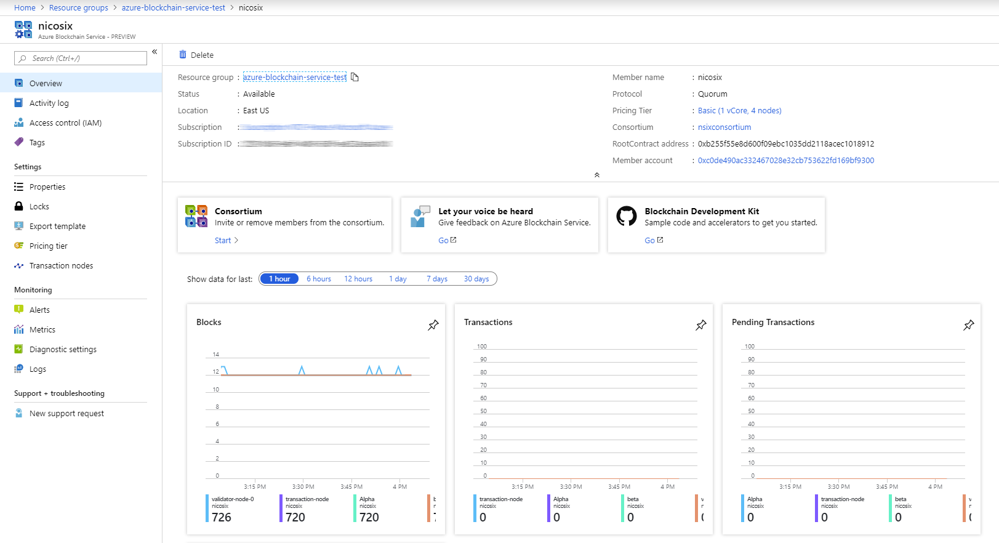 Home > Resource groups > azure-blockchain-service-test > nicosix
nicosix
Azure Blockchain Service - PREVIEW
Search (Ctrl+/)
«
Overview
Activity log
Access control (IAM)
Tags
Settings
Properties
Locks
Export template
Pricing tier
Transaction nodes
Monitoring
Alerts
Metrics
Diagnostic settings
Logs
Support + troubleshooting
New support request
Delete
Resource group : azure-blockchain-service-test
Status : Available
Location : East US
Subscription :
Subscription ID :
Member name : nicosix
Protocol : Quorum
Pricing Tier : Basic (1 vCore, 4 nodes)
Consortium : nsixconsortium
RootContract address : 0xb255f55e8d600f09ebc1035dd2118acec1018912
Member account : 0xc0de490ac332467028e32cb753622fd169bf9300
Consortium
Invite or remove members from the consortium.
Start >
Let your voice be heard
Give feedback on Azure Blockchain Service.
Go
Blockchain Development Kit
Sample code and accelerators to get you started.
Go
Show data for last: 1 hour 6 hours 12 hours 1 day 7 days 30 days
Blocks
14
12
10
8
6
4
2
0
3:15 PM 3:30 PM 3:45 PM 4 PM
validator-node-0 transaction-node Alpha b
nicosix nicosix nicosix
726 720 720
Transactions
100
90
80
70
60
50
40
30
20
10
0
3:15 PM 3:30 PM 3:45 PM 4 PM
transaction-node Alpha beta
nicosix nicosix nicosix
0 0 0
Pending Transactions
100
90
80
70
60
50
40
30
20
10
0
3:15 PM 3:30 PM 3:45 PM 4 PM
Alpha transaction-node beta
nicosix nicosix nicosix
0 0 0